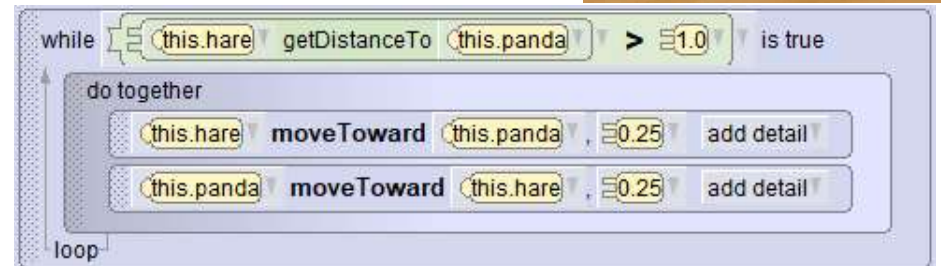 while this.hare getDistanceTo this.panda > 1.0 is true
do together
this.hare moveToward this.panda , 0.25 add detail
this.panda moveToward this.hare , 0.25 add detail
loop